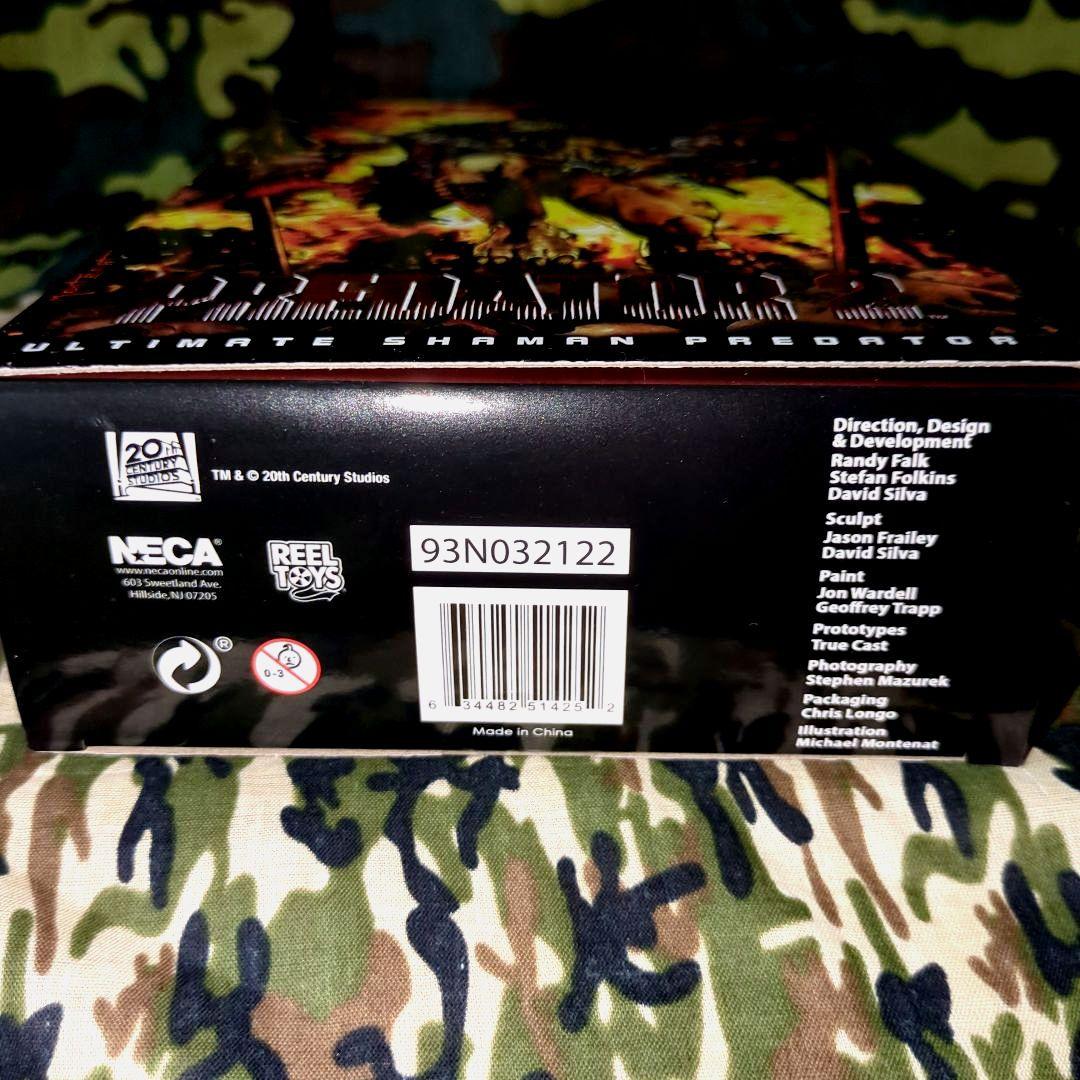 PREDATOR 2
ULTIMATE SHAMAN PREDATOR
20TH
CENTURY
STUDIOS
TM & © 20th Century Studios
NECA®
www.necaonline.com
603 Sweetland Ave.
Hillside, NJ 07205
REEL
TOYS
®
0-3
93N032122
6 34482 51425 2
Made in China
Direction, Design
& Development
Randy Falk
Stefan Folkins
David Silva
Sculpt
Jason Frailey
David Silva
Paint
Jon Wardell
Geoffrey Trapp
Prototypes
True Cast
Photography
Stephen Mazurek
Packaging
Chris Longo
Illustration
Michael Montenat